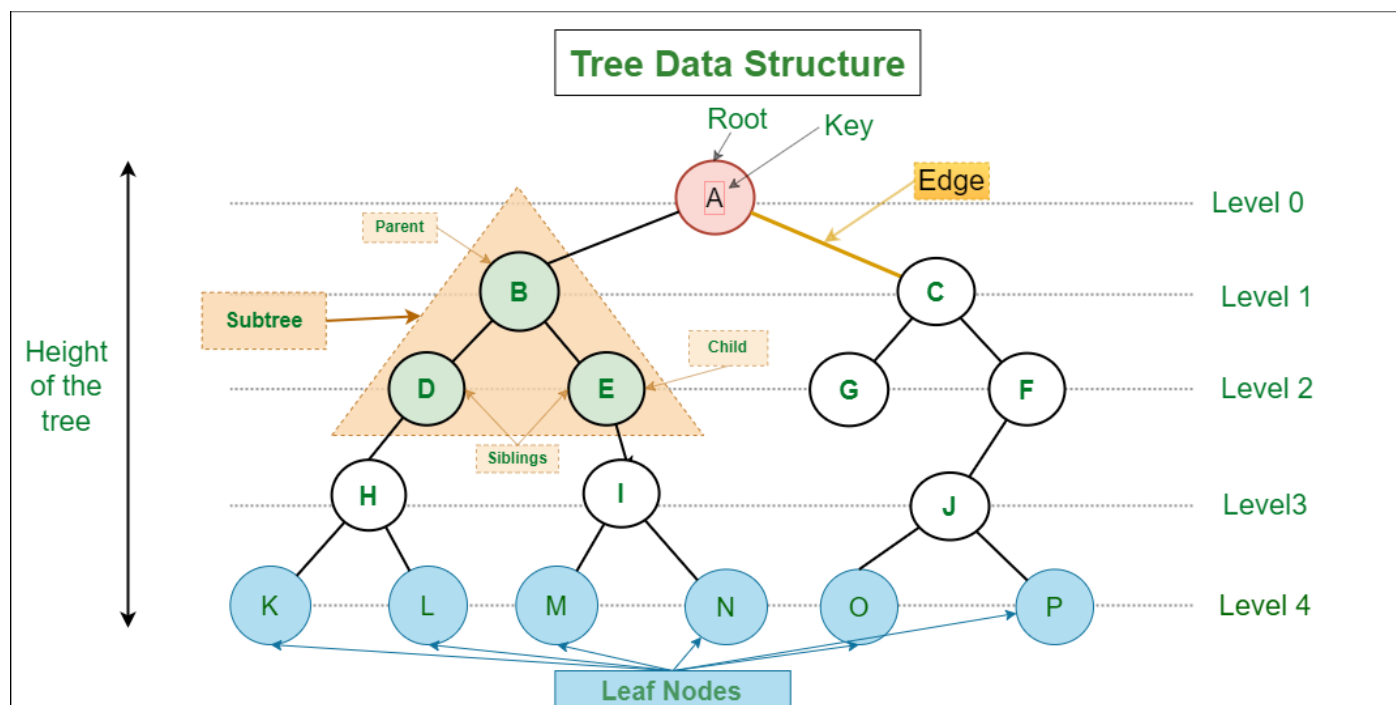 Tree Data Structure
Root
Key
A
Edge
Level 0
Parent
B
C
Level 1
Subtree
Height
of the
tree
Child
D
E
G
F
Level 2
Siblings
H
I
J
Level3
K
L
M
N
O
P
Level 4
Leaf Nodes